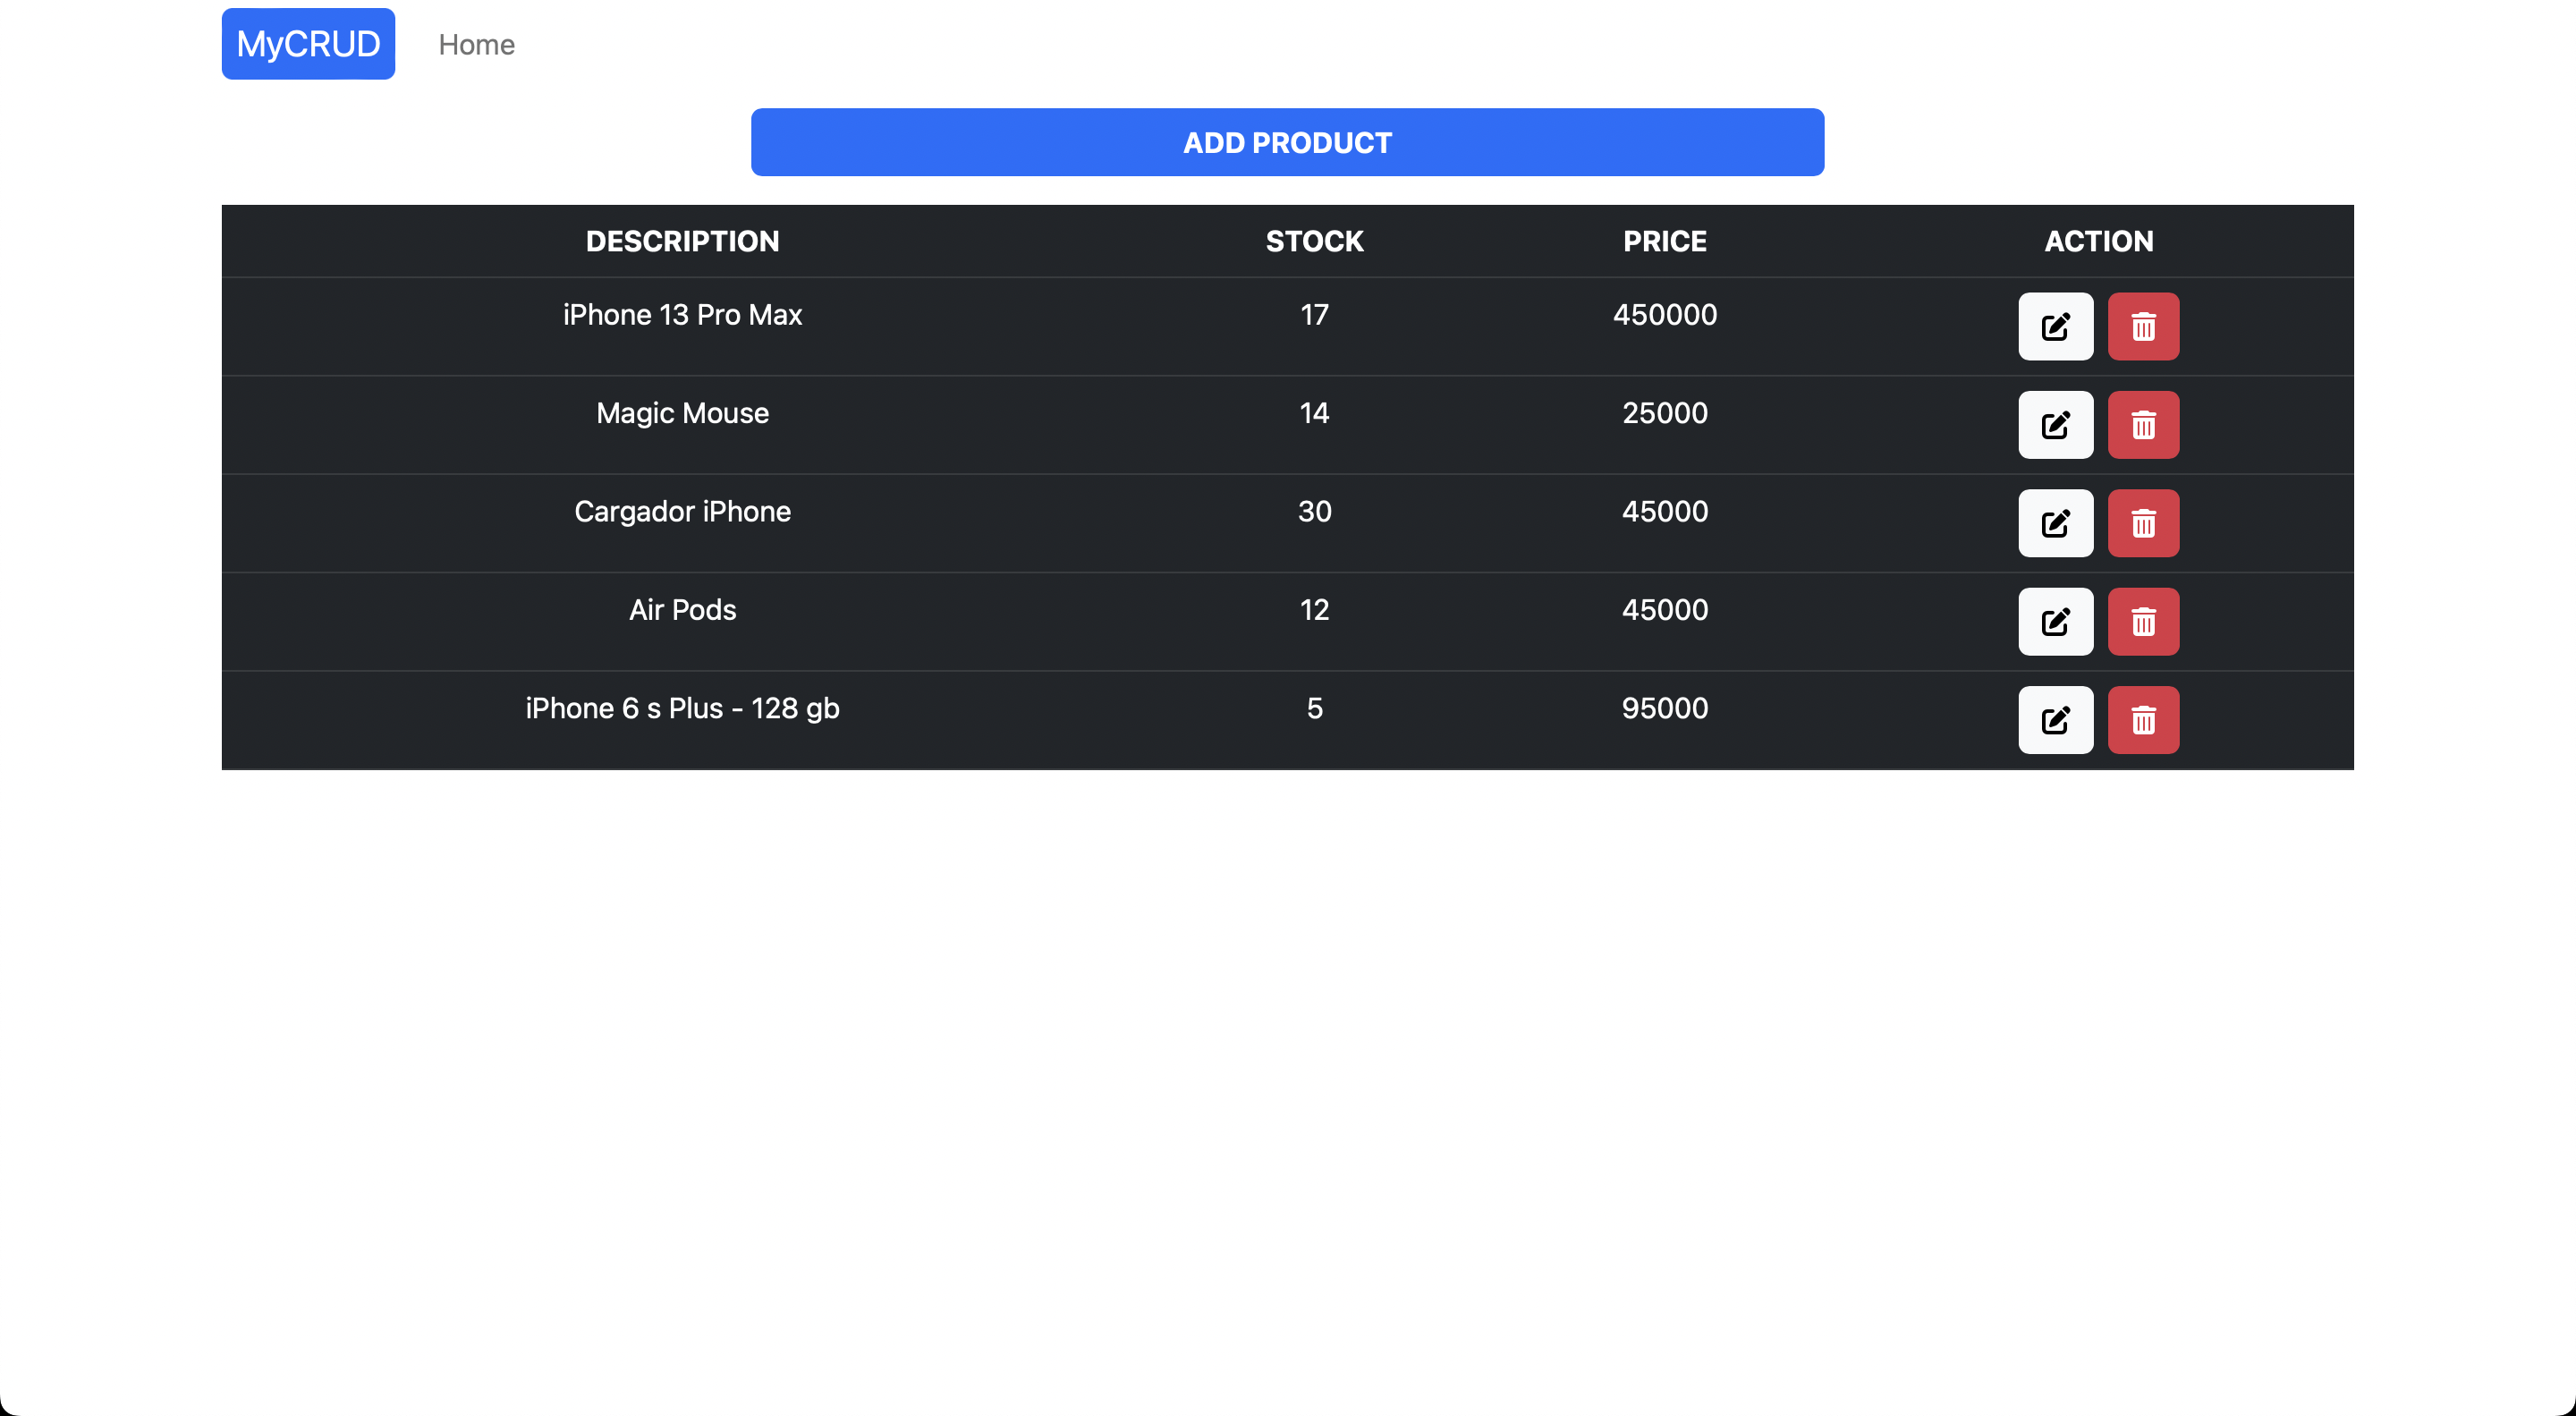 MyCRUD Home
ADD PRODUCT
DESCRIPTION STOCK PRICE ACTION
iPhone 13 Pro Max 17 450000
Magic Mouse 14 25000
Cargador iPhone 30 45000
Air Pods 12 45000
iPhone 6 s Plus - 128 gb 5 95000